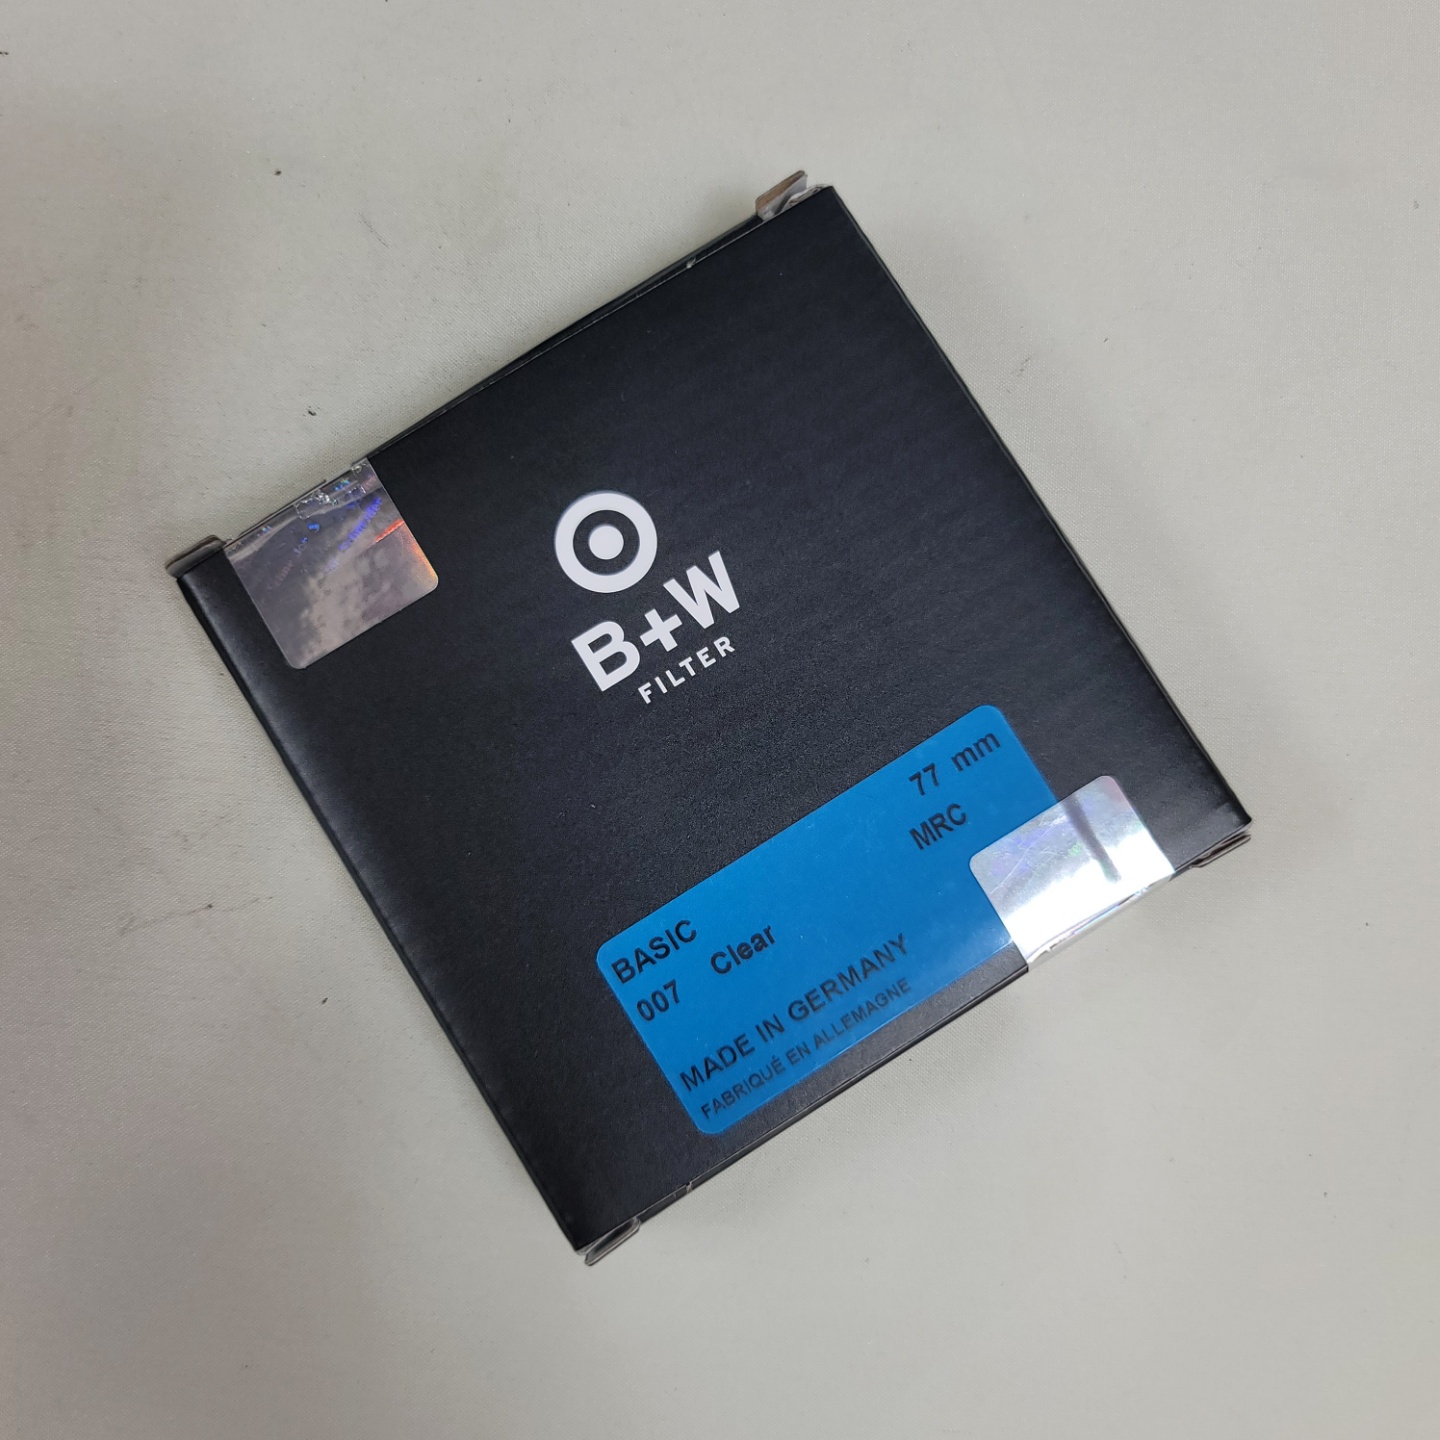 B+W
FILTER
77 mm
MRC
BASIC
007 Clear
MADE IN GERMANY
FABRIQUÉ EN ALLEMAGNE